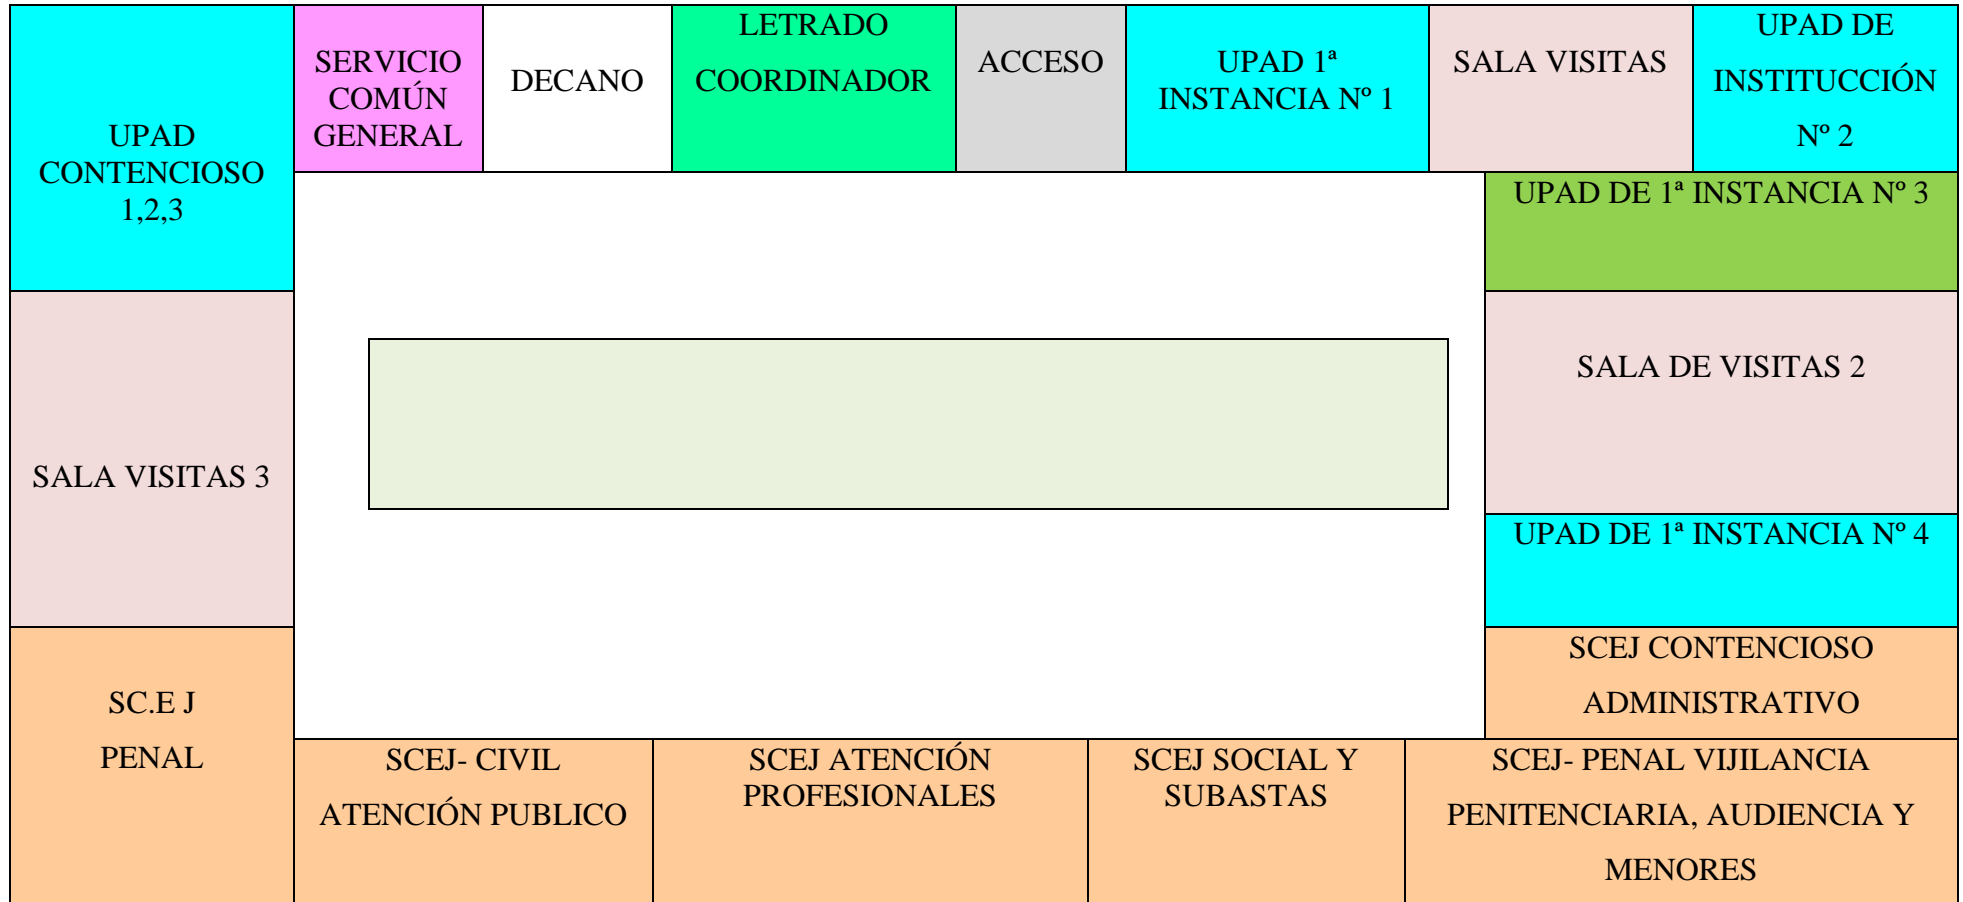 UPAD
CONTENCIOSO
1,2,3
SERVICIO
COMÚN
GENERAL
DECANO
LETRADO
COORDINADOR
ACCESO
UPAD 1ª
INSTANCIA Nº 1
SALA VISITAS
UPAD DE
INSTITUCCIÓN
Nº 2
UPAD DE 1ª INSTANCIA Nº 3
SALA VISITAS 3
SALA DE VISITAS 2
UPAD DE 1ª INSTANCIA Nº 4
SC.E J
PENAL
SCEJ CONTENCIOSO
ADMINISTRATIVO
SCEJ- CIVIL
ATENCIÓN PUBLICO
SCEJ ATENCIÓN
PROFESIONALES
SCEJ SOCIAL Y
SUBASTAS
SCEJ- PENAL VIJILANCIA
PENITENCIARIA, AUDIENCIA Y
MENORES